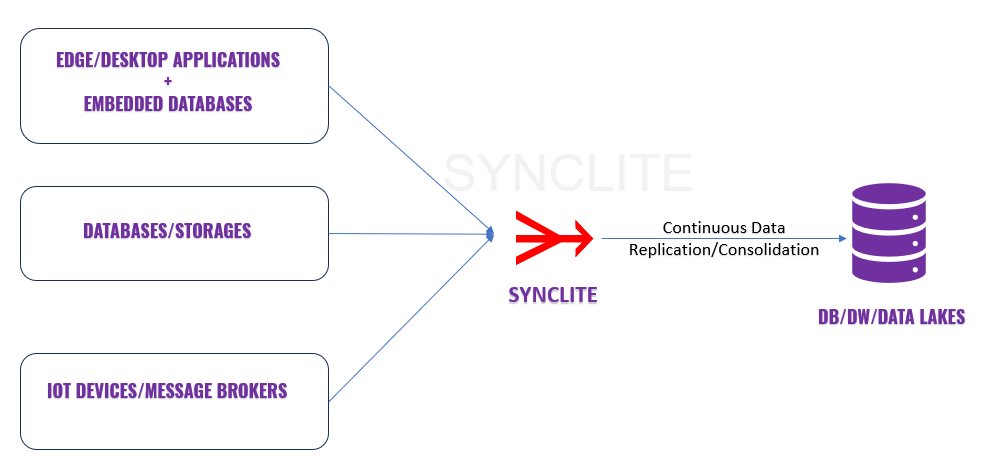 EDGE/DESKTOP APPLICATIONS
+
EMBEDDED DATABASES
DATABASES/STORAGES
IOT DEVICES/MESSAGE BROKERS
SYNCLITE
SYNCLITE
Continuous Data
Replication/Consolidation
DB/DW/DATA LAKES